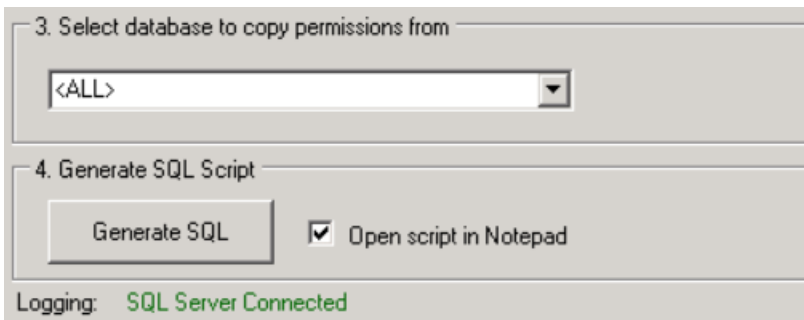 3. Select database to copy permissions from
<ALL>
4. Generate SQL Script
Generate SQL Open script in Notepad
Logging: SQL Server Connected